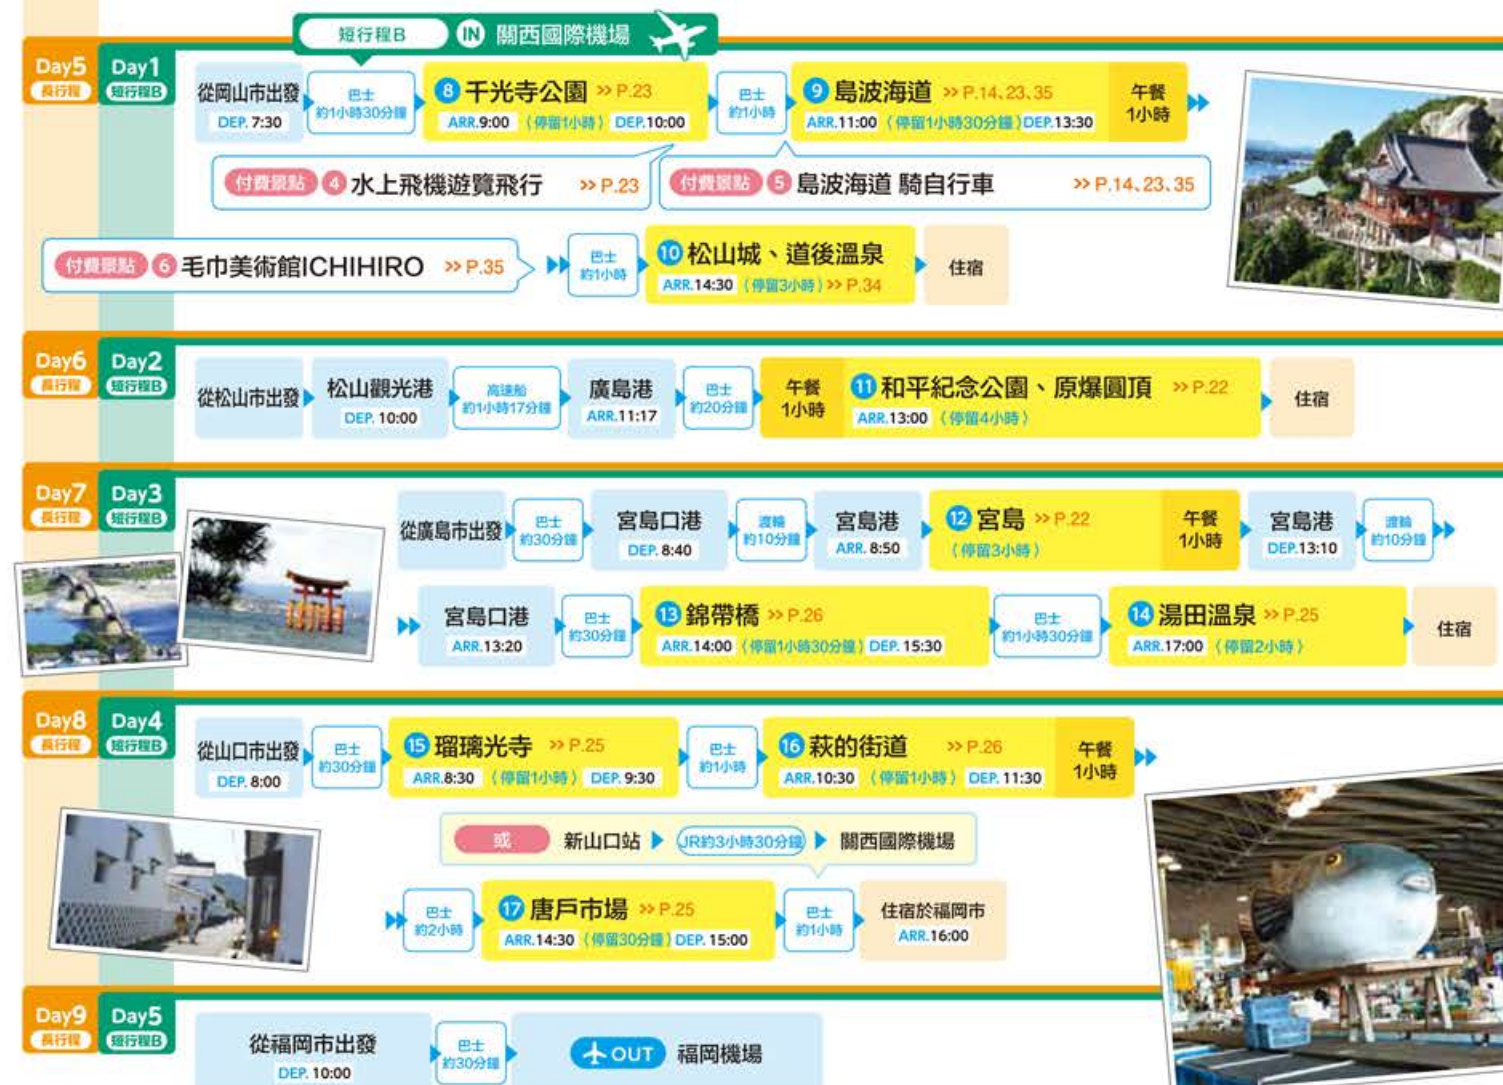 短行程B IN 關西國際機場
Day5 長行程
Day1 短行程B
從岡山市出發
DEP. 7:30
巴士
約1小時30分鐘
8 千光寺公園 >> P.23
ARR.9:00 (停留1小時) DEP.10:00
巴士
約1小時
9 島波海道 >> P.14、23、35
ARR.11:00 (停留1小時30分鐘) DEP.13:30
午餐
1小時
付費景點 4 水上飛機遊覽飛行 >> P.23
付費景點 5 島波海道 騎自行車 >> P.14、23、35
付費景點 6 毛巾美術館ICHIHIRO >> P.35
巴士
約1小時
10 松山城、道後溫泉
ARR.14:30 (停留3小時) >> P.34
住宿
Day6 長行程
Day2 短行程B
從松山市出發
松山觀光港
DEP. 10:00
高速船
約1小時17分鐘
廣島港
ARR.11:17
巴士
約20分鐘
午餐
1小時
11 和平紀念公園、原爆圓頂 >> P.22
ARR.13:00 (停留4小時)
住宿
Day7 長行程
Day3 短行程B
從廣島市出發
巴士
約30分鐘
宮島口港
DEP. 8:40
渡輪
約10分鐘
宮島港
ARR. 8:50
12 宮島 >> P.22
(停留3小時)
午餐
1小時
宮島港
DEP.13:10
渡輪
約10分鐘
宮島口港
ARR.13:20
巴士
約30分鐘
13 錦帶橋 >> P.26
ARR.14:00 (停留1小時30分鐘) DEP. 15:30
巴士
約1小時30分鐘
14 湯田溫泉 >> P.25
ARR.17:00 (停留2小時)
住宿
Day8 長行程
Day4 短行程B
從山口市出發
DEP. 8:00
巴士
約30分鐘
15 瑠璃光寺 >> P.25
ARR.8:30 (停留1小時) DEP. 9:30
巴士
約1小時
16 萩的街道 >> P.26
ARR.10:30 (停留1小時) DEP. 11:30
午餐
1小時
或 新山口站 JR約3小時30分鐘 關西國際機場
巴士
約2小時
17 唐戶市場 >> P.25
ARR.14:30 (停留30分鐘) DEP. 15:00
巴士
約1小時
住宿於福岡市
ARR.16:00
Day9 長行程
Day5 短行程B
從福岡市出發
DEP. 10:00
巴士
約30分鐘
OUT 福岡機場